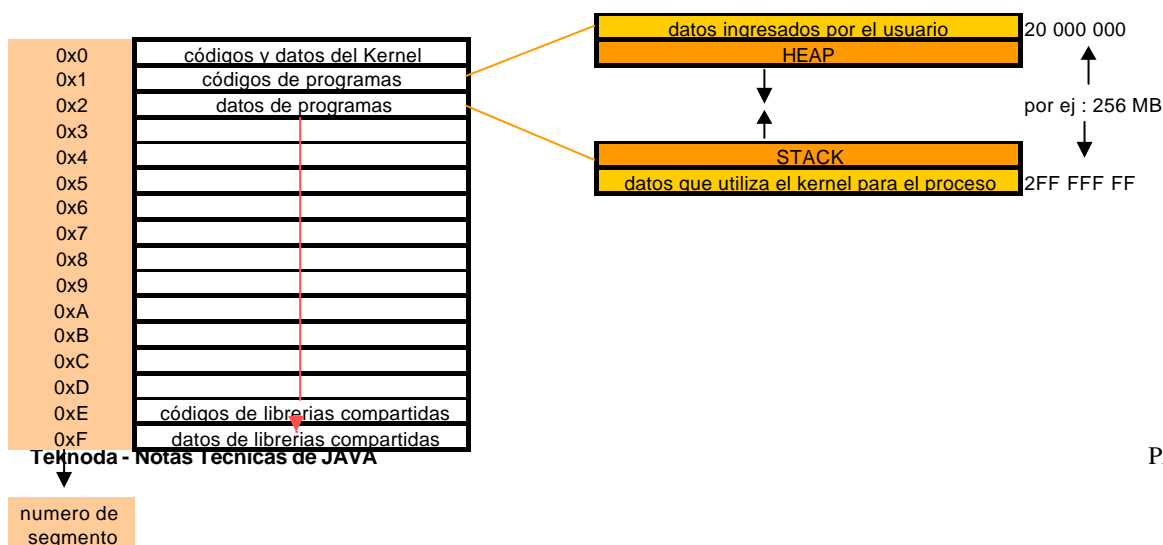 datos ingresados por el usuario 20 000 000
HEAP
0x0 códigos y datos del Kernel
0x1 códigos de programas
0x2 datos de programas
por ej : 256 MB
0x3
0x4
STACK
0x5
datos que utiliza el kernel para el proceso 2FF FFF FF
0x6
0x7
0x8
0x9
0xA
0xB
0xC
0xD
0xE códigos de librerias compartidas
0xF datos de librerias compartidas
Teknoda - Notas Técnicas de JAVA
numero de
segmento